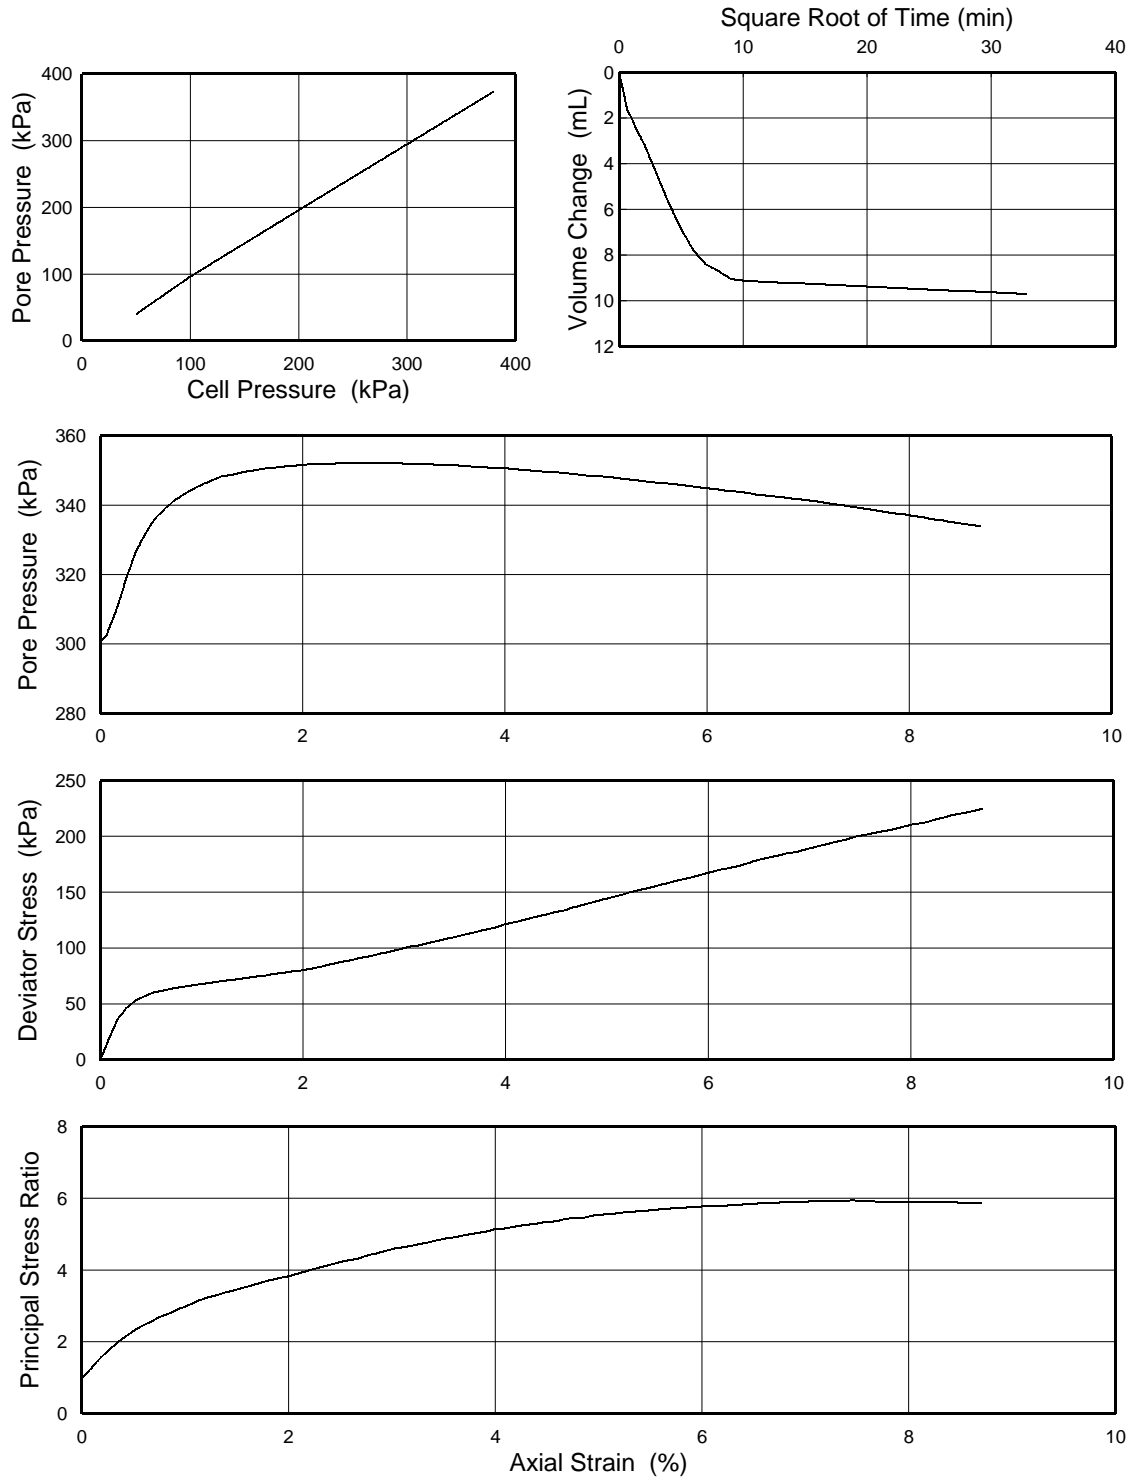 Square Root of Time (min)
0 10 20 30 40
Pore Pressure (kPa)
400
300
200
100
0
0 100 200 300 400
Cell Pressure (kPa)
Volume Change (mL)
0
2
4
6
8
10
12
Pore Pressure (kPa)
360
340
320
300
280
0 2 4 6 8 10
Deviator Stress (kPa)
250
200
150
100
50
0
0 2 4 6 8 10
Principal Stress Ratio
8
6
4
2
0
0 2 4 6 8 10
Axial Strain (%)